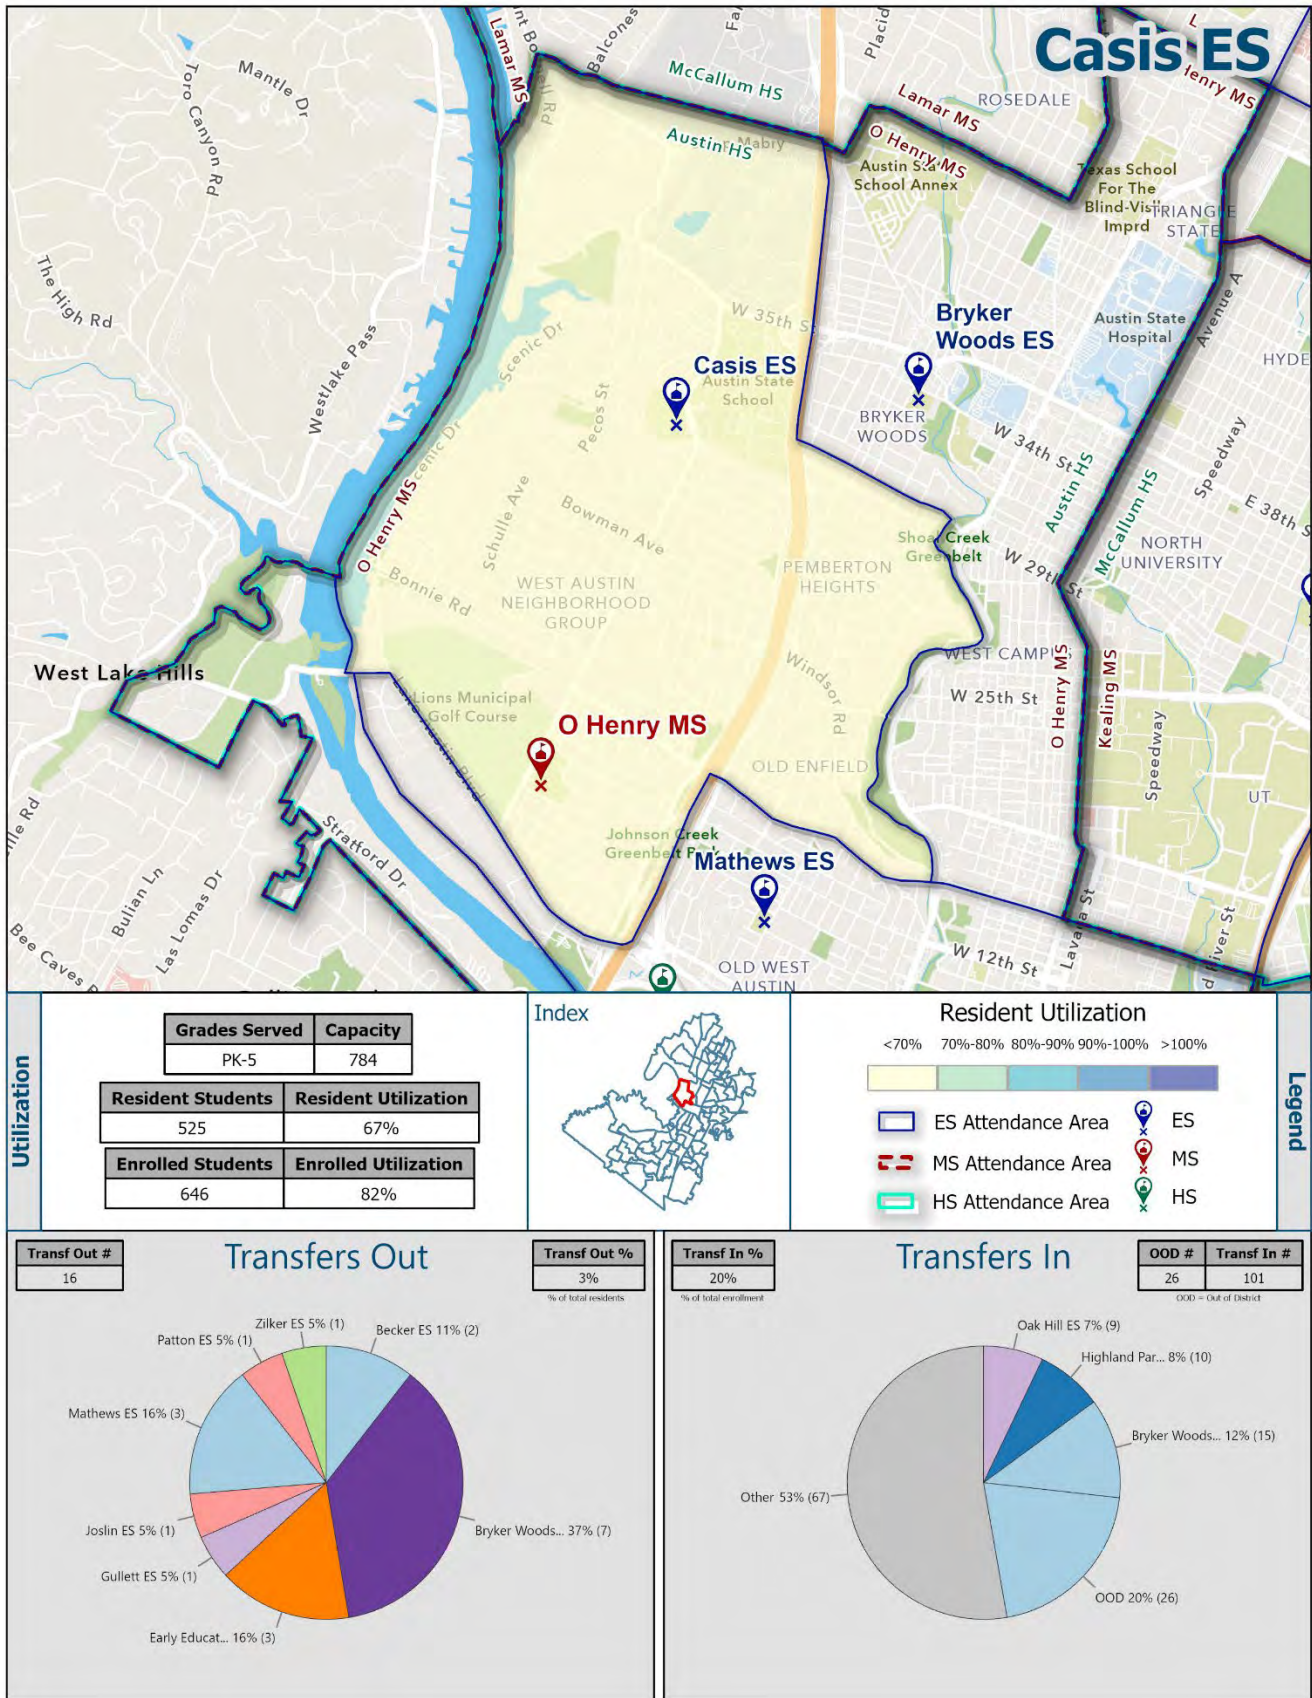 Casis ES
Lamar MS
Balcones
Placid
McCallum HS
Lamar MS
ROSEDALE
Henry MS
Mantle Dr
Toro Canyon Rd
Austin HS
Mabry
O Henry MS
Austin Sta
School Annex
Texas School
For The
Blind-Vis
Imprd
TRIANGLE
STATE
The High Rd
Westlake Pass
Scenic Dr
W 35th St
Bryker
Woods ES
Austin State
Hospital
Avenue A
HYDE
Casis ES
Austin State
School
Pecos St
BRYKER
WOODS
W 34th St
Austin HS
McCallum HS
Speedway
E 38th S
Scenic Dr
O Henry MS
Schulle Ave
Bowman Ave
Shoal Creek
Greenbelt
W 29th St
NORTH
UNIVERSITY
PEMBERTON
HEIGHTS
Bonnie Rd
WEST AUSTIN
NEIGHBORHOOD
GROUP
West Lake Hills
WEST CAMPUS
W 25th St
Windsor Rd
O Henry MS
Kealing MS
Lions Municipal
Golf Course
Lake Austin Blvd
O Henry MS
OLD ENFIELD
Speedway
UT
Stratford Dr
Johnson Creek
Greenbelt Park
Mathews ES
Bulian Ln
Las Lomas Dr
Bee Caves R
Lavaca St
River St
W 12th St
OLD WEST
AUSTIN
Utilization
Grades Served Capacity
PK-5 784
Resident Students Resident Utilization
525 67%
Enrolled Students Enrolled Utilization
646 82%
Index
Resident Utilization
<70% 70%-80% 80%-90% 90%-100% >100%
ES Attendance Area ES
MS Attendance Area MS
HS Attendance Area HS
Legend
Transfers Out
Transf Out #
16
Transf Out %
3%
% of total residents
Zilker ES 5% (1)
Becker ES 11% (2)
Patton ES 5% (1)
Mathews ES 16% (3)
Joslin ES 5% (1)
Bryker Woods... 37% (7)
Gullett ES 5% (1)
Early Educat... 16% (3)
Transfers In
Transf In %
20%
% of total enrollment
OOD # Transf In #
26 101
OOD = Out of District
Oak Hill ES 7% (9)
Highland Par... 8% (10)
Bryker Woods... 12% (15)
Other 53% (67)
OOD 20% (26)